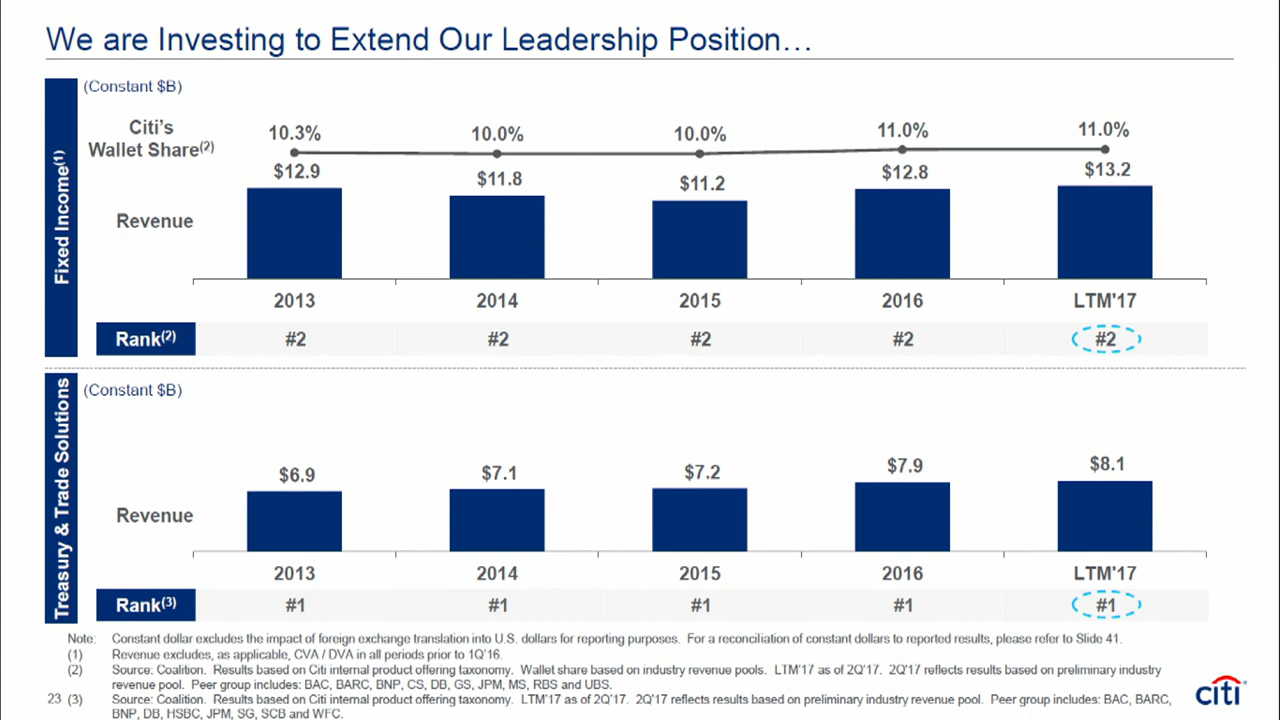 We are Investing to Extend Our Leadership Position…
Fixed Income(1)
(Constant $B)
Citi's
Wallet Share(2)
10.3% 10.0% 10.0% 11.0% 11.0%
$12.9 $11.8 $11.2 $12.8 $13.2
Revenue
2013 2014 2015 2016 LTM'17
Rank(2) #2 #2 #2 #2 #2
Treasury & Trade Solutions
(Constant $B)
$6.9 $7.1 $7.2 $7.9 $8.1
Revenue
2013 2014 2015 2016 LTM'17
Rank(3) #1 #1 #1 #1 #1
Note: Constant dollar excludes the impact of foreign exchange translation into U.S. dollars for reporting purposes. For a reconciliation of constant dollars to reported results, please refer to Slide 41.
(1) Revenue excludes, as applicable, CVA / DVA in all periods prior to 1Q'16.
(2) Source: Coalition. Results based on Citi internal product offering taxonomy. Wallet share based on industry revenue pools. LTM'17 as of 2Q'17. 2Q'17 reflects results based on preliminary industry
revenue pool. Peer group includes: BAC, BARC, BNP, CS, DB, GS, JPM, MS, RBS and UBS.
23 (3) Source: Coalition. Results based on Citi internal product offering taxonomy. LTM'17 as of 2Q'17. 2Q'17 reflects results based on preliminary industry revenue pool. Peer group includes: BAC, BARC,
BNP, DB, HSBC, JPM, SG, SCB and WFC.
citi